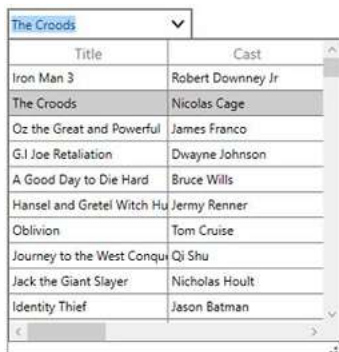 The Croods
Title Cast
Iron Man 3 Robert Downney Jr
The Croods Nicolas Cage
Oz the Great and Powerful James Franco
G.I Joe Retaliation Dwayne Johnson
A Good Day to Die Hard Bruce Wills
Hansel and Gretel Witch Hu Jermy Renner
Oblivion Tom Cruise
Journey to the West Conqu Qi Shu
Jack the Giant Slayer Nicholas Hoult
Identity Thief Jason Batman